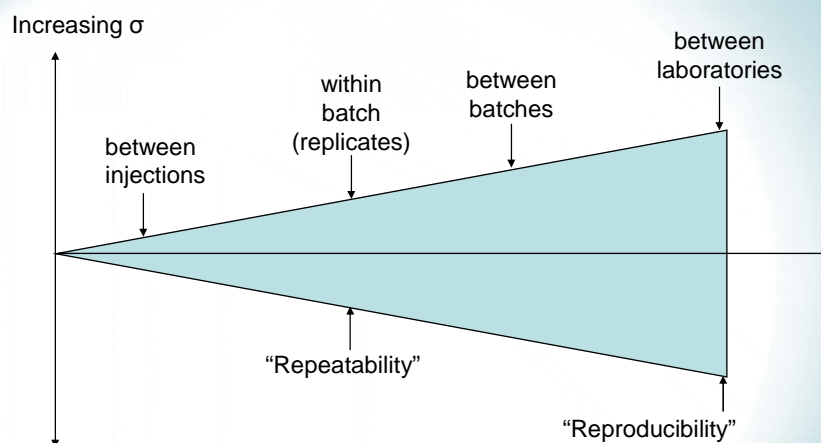 Increasing σ
between
injections
within
batch
(replicates)
between
batches
between
laboratories
“Repeatability”
“Reproducibility”